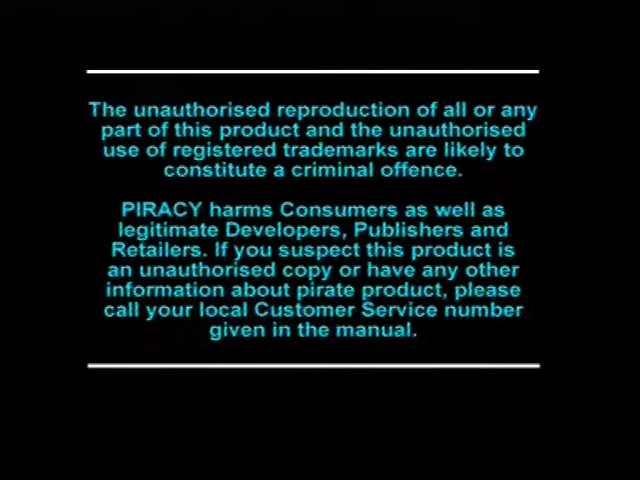 The unauthorised reproduction of all or any
part of this product and the unauthorised
use of registered trademarks are likely to
constitute a criminal offence.
PIRACY harms Consumers as well as
legitimate Developers, Publishers and
Retailers. If you suspect this product is
an unauthorised copy or have any other
information about pirate product, please
call your local Customer Service number
given in the manual.